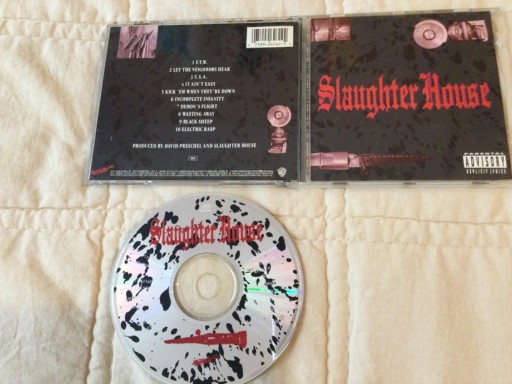 1 F.T.W.
2 LET THE NEIGHBORS HEAR
3 U.S.A.
4 IT AIN'T EASY
5 KICK 'EM WHEN THEY'RE DOWN
6 INCOMPLETE INSANITY
7 DEMON'S FLIGHT
8 WASTING AWAY
9 BLACK SHEEP
10 ELECTRIC RASP
PRODUCED BY DAVID PRESCHEL AND SLAUGHTER HOUSE
Slaughter House
PARENTAL
ADVISORY
EXPLICIT LYRICS
Slaughter House